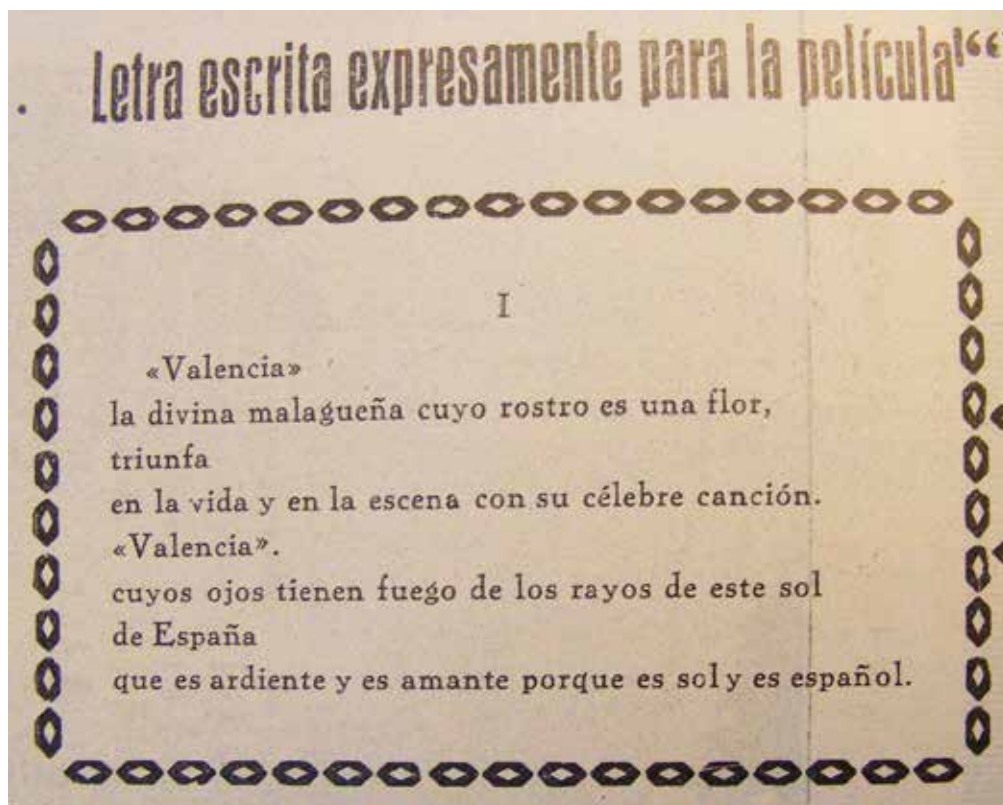 Letra escrita expresamente para la película “
I
«Valencia»
la divina malagueña cuyo rostro es una flor,
triunfa
en la vida y en la escena con su célebre canción.
«Valencia».
cuyos ojos tienen fuego de los rayos de este sol
de España
que es ardiente y es amante porque es sol y es español.